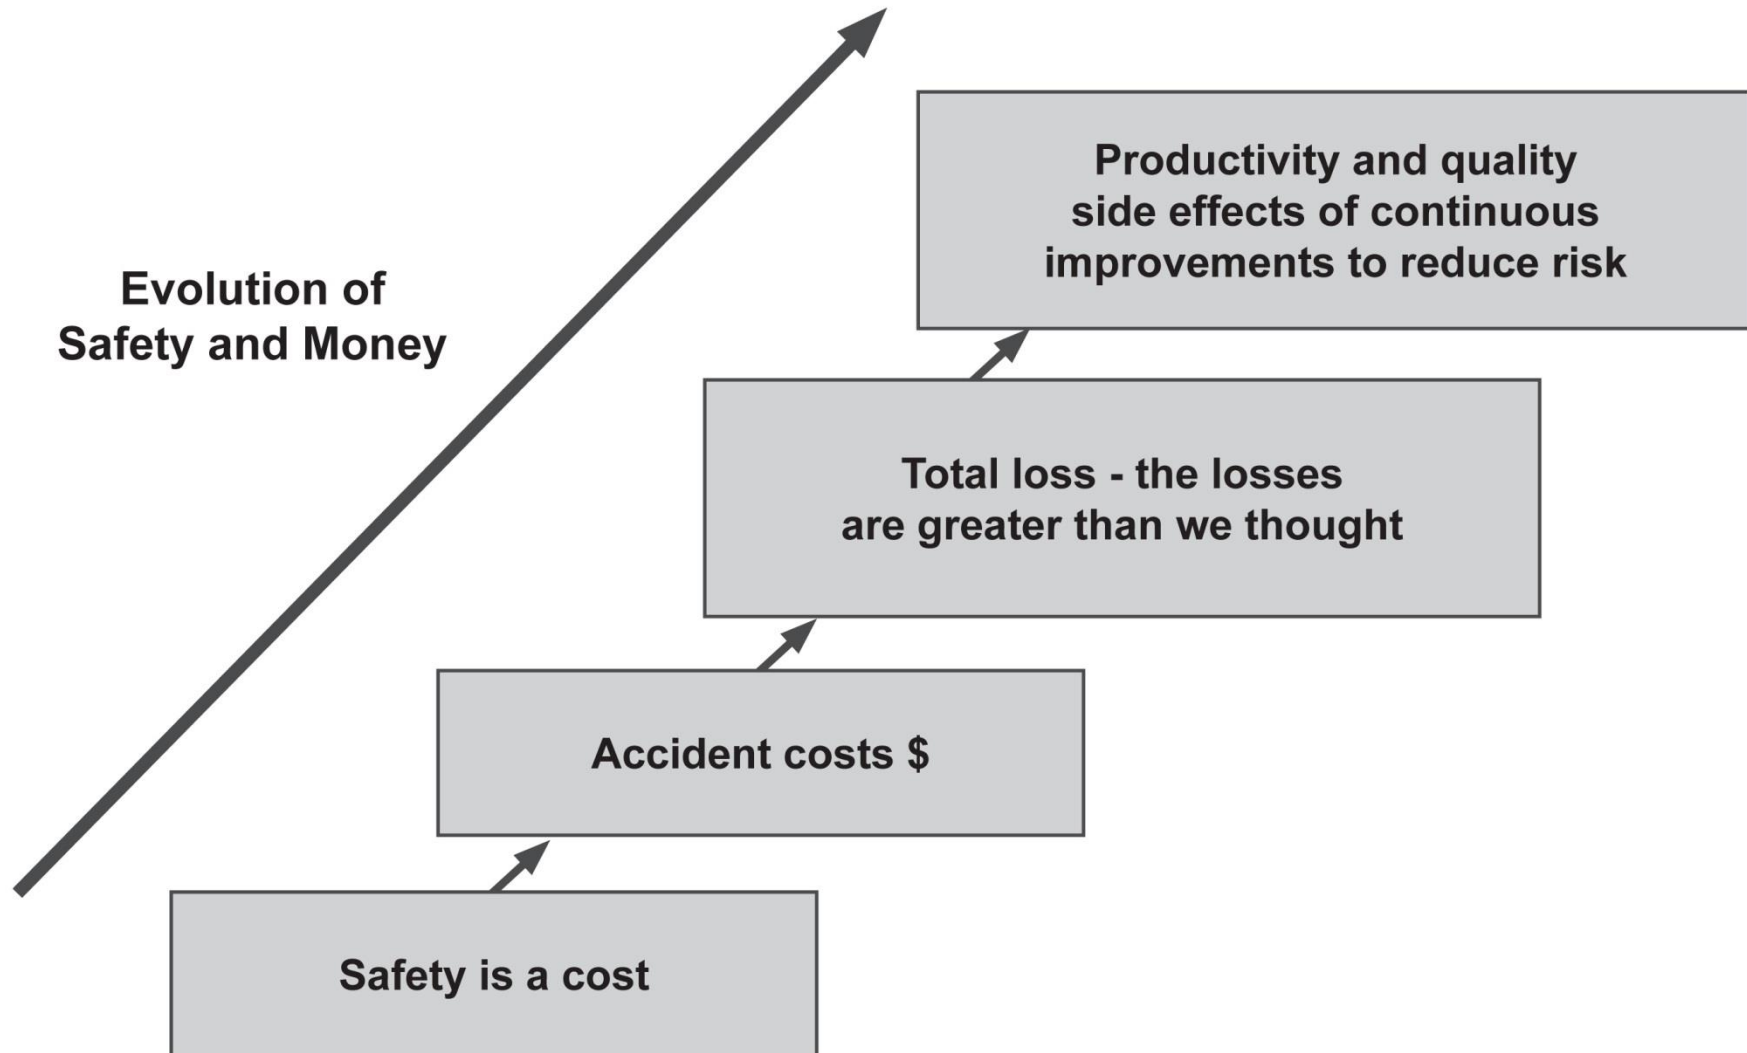 Productivity and quality
side effects of continuous
improvements to reduce risk
Evolution of
Safety and Money
Total loss - the losses
are greater than we thought
Accident costs $
Safety is a cost